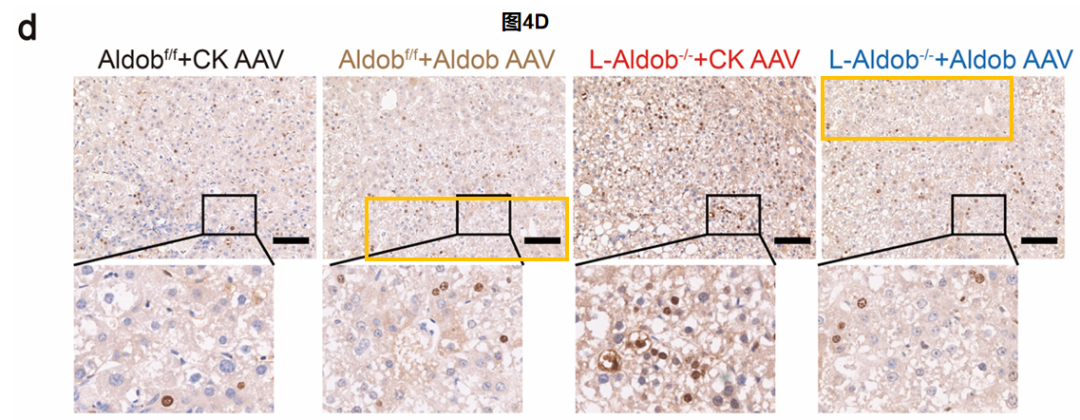 d
图4D
Aldobf/f+CK AAV
Aldobf/f+Aldob AAV
L-Aldob-/-+CK AAV
L-Aldob-/-+Aldob AAV